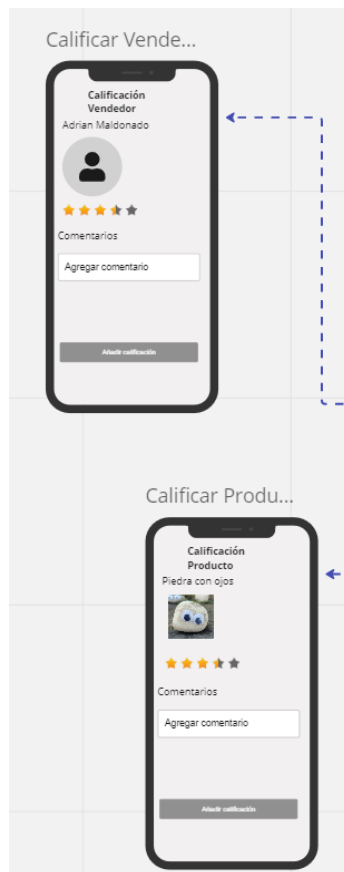 Calificar Vende...
Calificación
Vendedor
Adrian Maldonado
Comentarios
Agregar comentario
Añadir calificación
Calificar Produ...
Calificación
Producto
Piedra con ojos
Comentarios
Agregar comentario
Añadir calificación